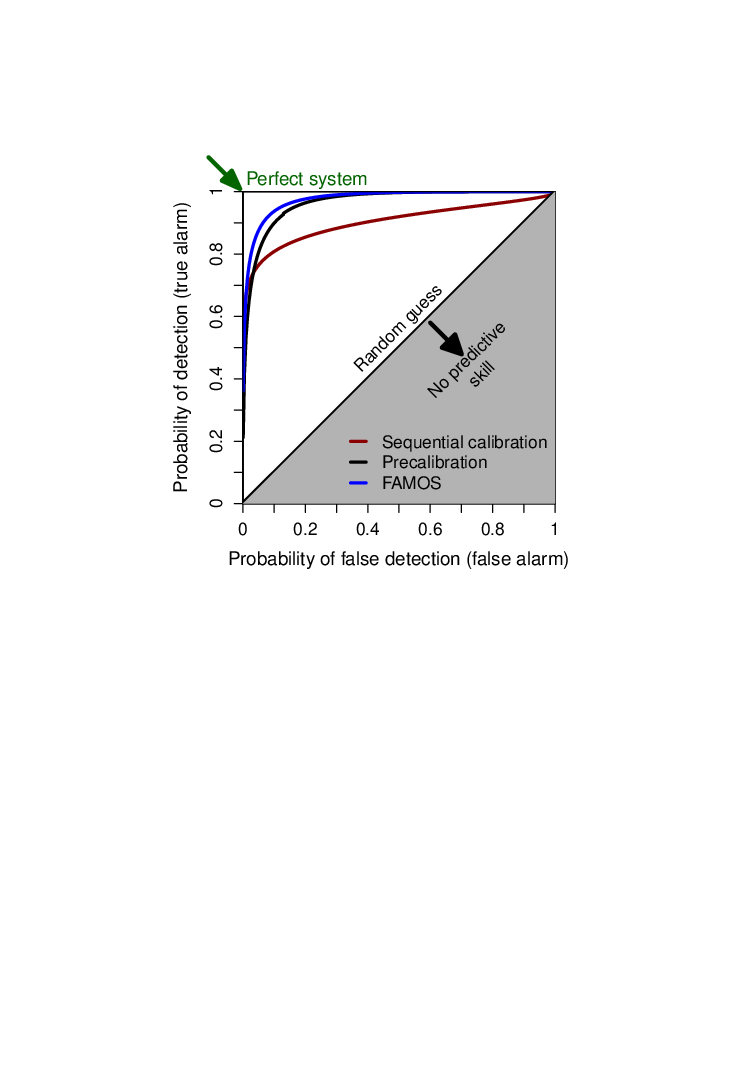 Perfect system
Probability of detection (true alarm)
1
0.8
0.6
0.4
0.2
0
Random guess
No predictive
skill
Sequential calibration
Precalibration
FAMOS
0 0.2 0.4 0.6 0.8 1
Probability of false detection (false alarm)